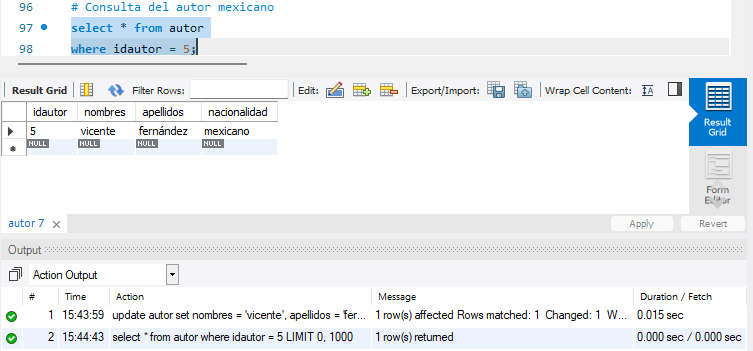 96 # Consulta del autor mexicano
97 select * from autor
98 where idautor = 5;
Result Grid Filter Rows: Edit: Export/Import: Wrap Cell Content:
idautor nombres apellidos nacionalidad
5 vicente fernández mexicano
NULL NULL NULL NULL
Result Grid
Form Editor
autor 7
Apply Revert
Output
Action Output
# Time Action Message Duration / Fetch
1 15:43:59 update autor set nombres = 'vicente', apellidos = 'fer... 1 row(s) affected Rows matched: 1 Changed: 1 W... 0.015 sec
2 15:44:43 select * from autor where idautor = 5 LIMIT 0, 1000 1 row(s) returned 0.000 sec / 0.000 sec